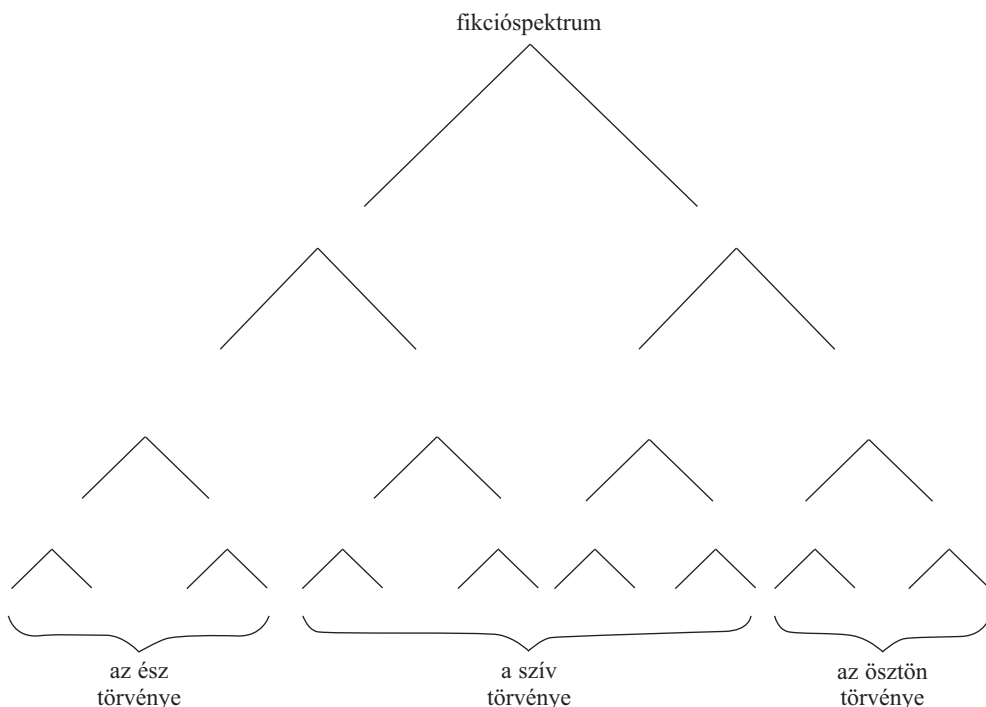 fikcióspektrum
az ész
törvénye
a szív
törvénye
az ösztön
törvénye